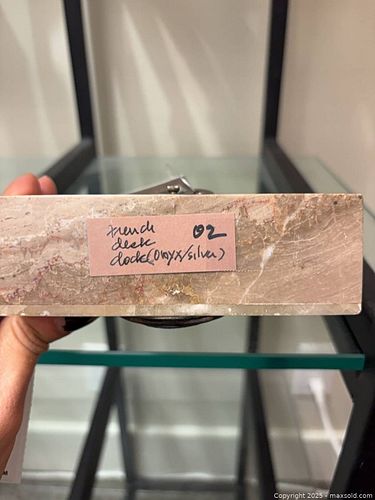 french 02
desk
clock (Onyx/silver)
Copyright 2025 - maxsold.com